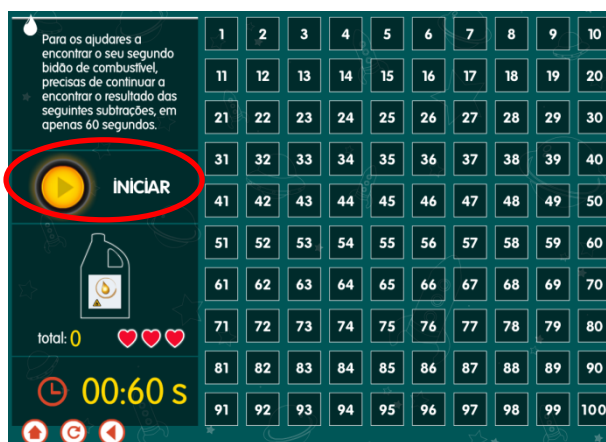 Para os ajudares a
encontrar o seu segundo
bidão de combustível,
precisas de continuar a
encontrar o resultado das
seguintes subtrações, em
apenas 60 segundos.
INICIAR
total: 0
00:60 s
1 2 3 4 5 6 7 8 9 10
11 12 13 14 15 16 17 18 19 20
21 22 23 24 25 26 27 28 29 30
31 32 33 34 35 36 37 38 39 40
41 42 43 44 45 46 47 48 49 50
51 52 53 54 55 56 57 58 59 60
61 62 63 64 65 66 67 68 69 70
71 72 73 74 75 76 77 78 79 80
81 82 83 84 85 86 87 88 89 90
91 92 93 94 95 96 97 98 99 100